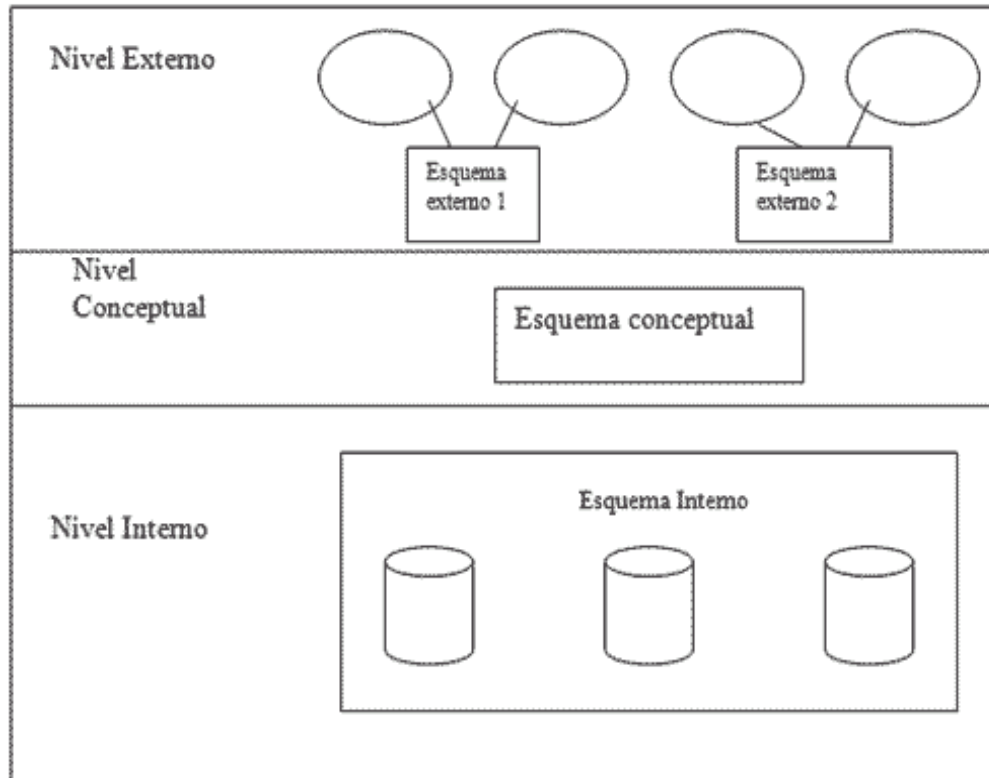 Nivel Externo
Esquema
externo 1
Esquema
externo 2
Nivel
Conceptual
Esquema conceptual
Esquema Interno
Nivel Interno